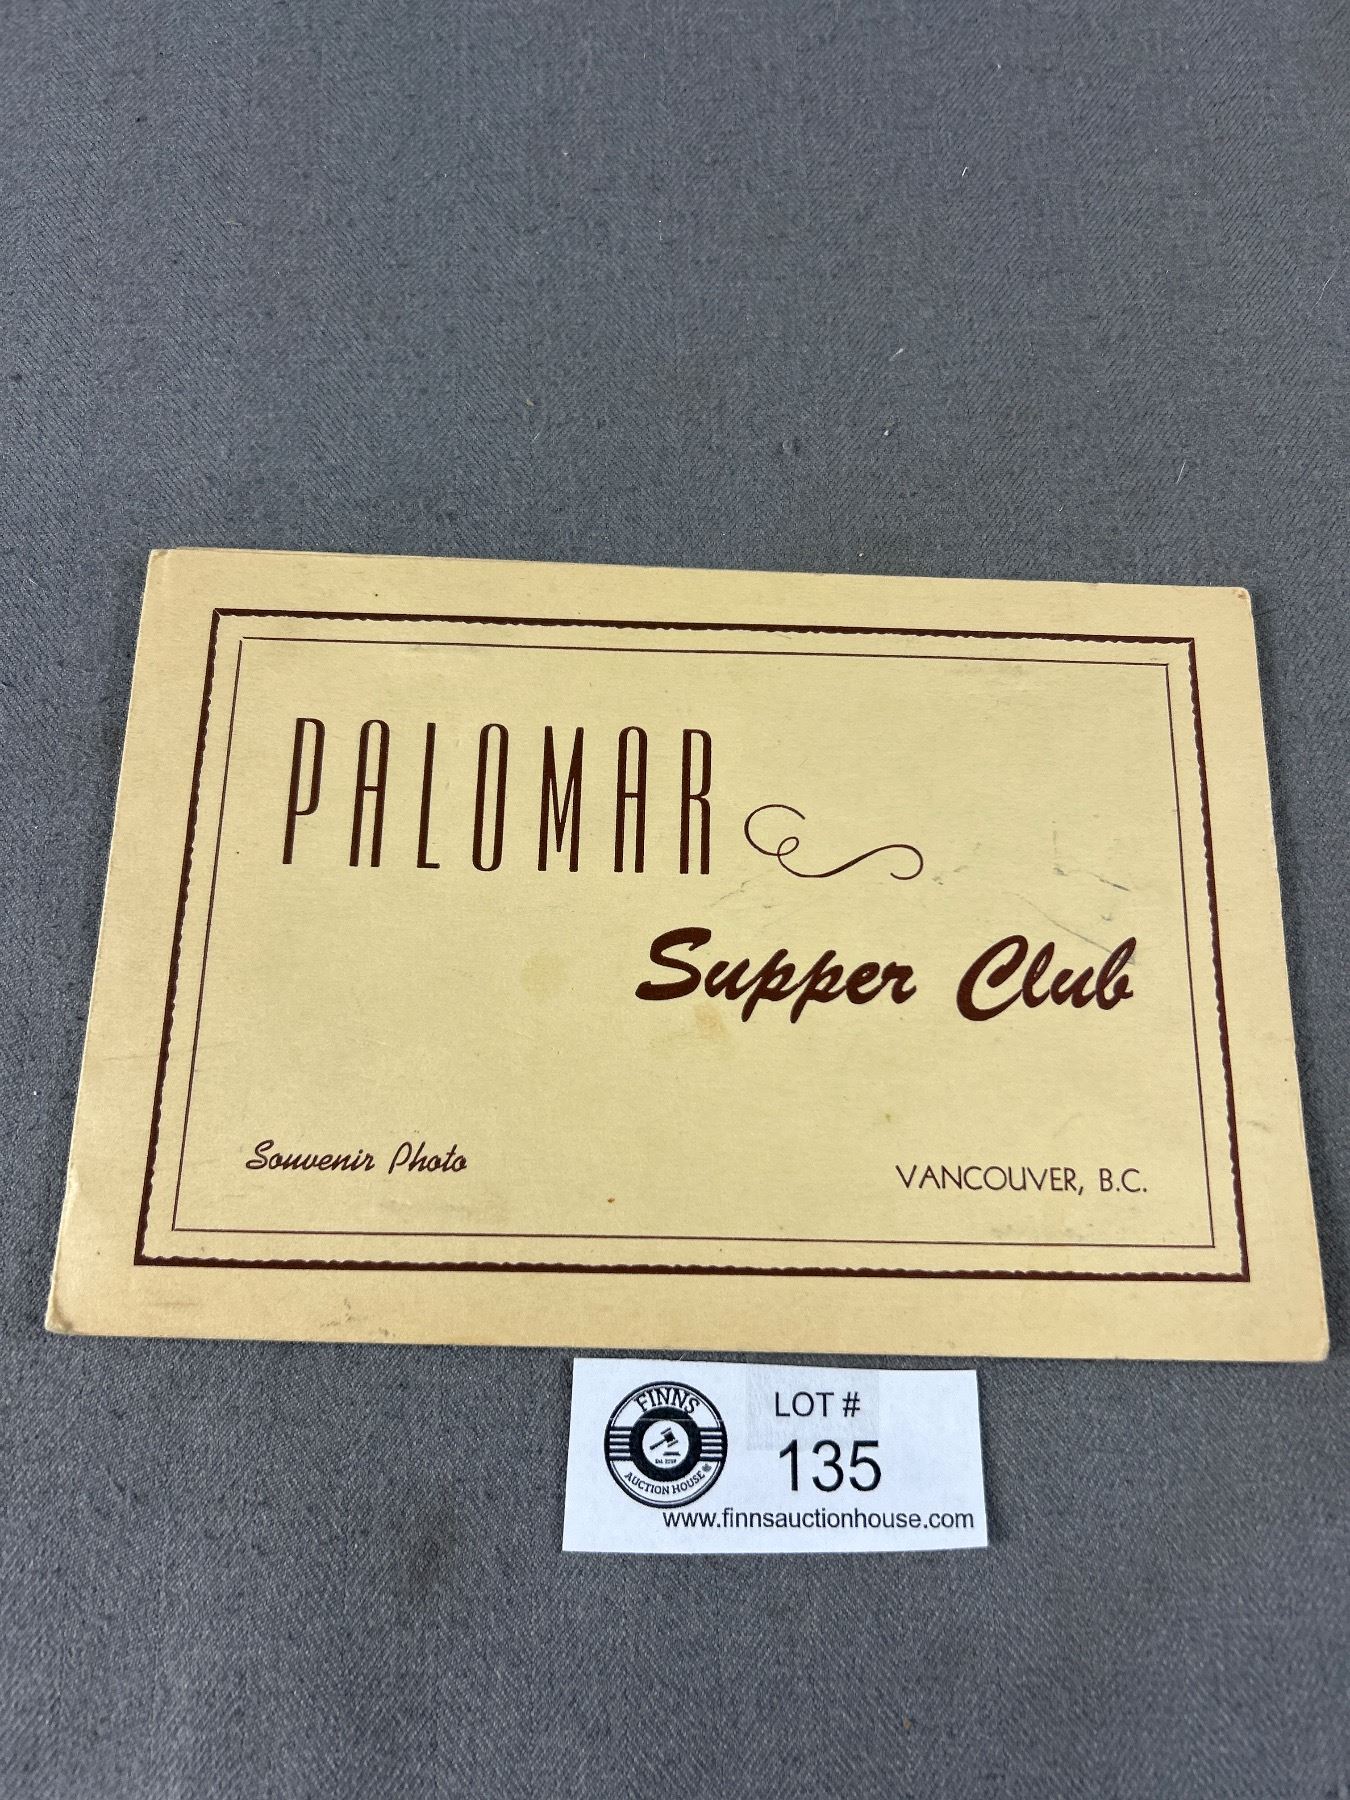 PALOMAR
Supper Club
Souvenir Photo
VANCOUVER, B.C.
FINNS
AUCTION HOUSE
LOT #
135
www.finnsauctionhouse.com